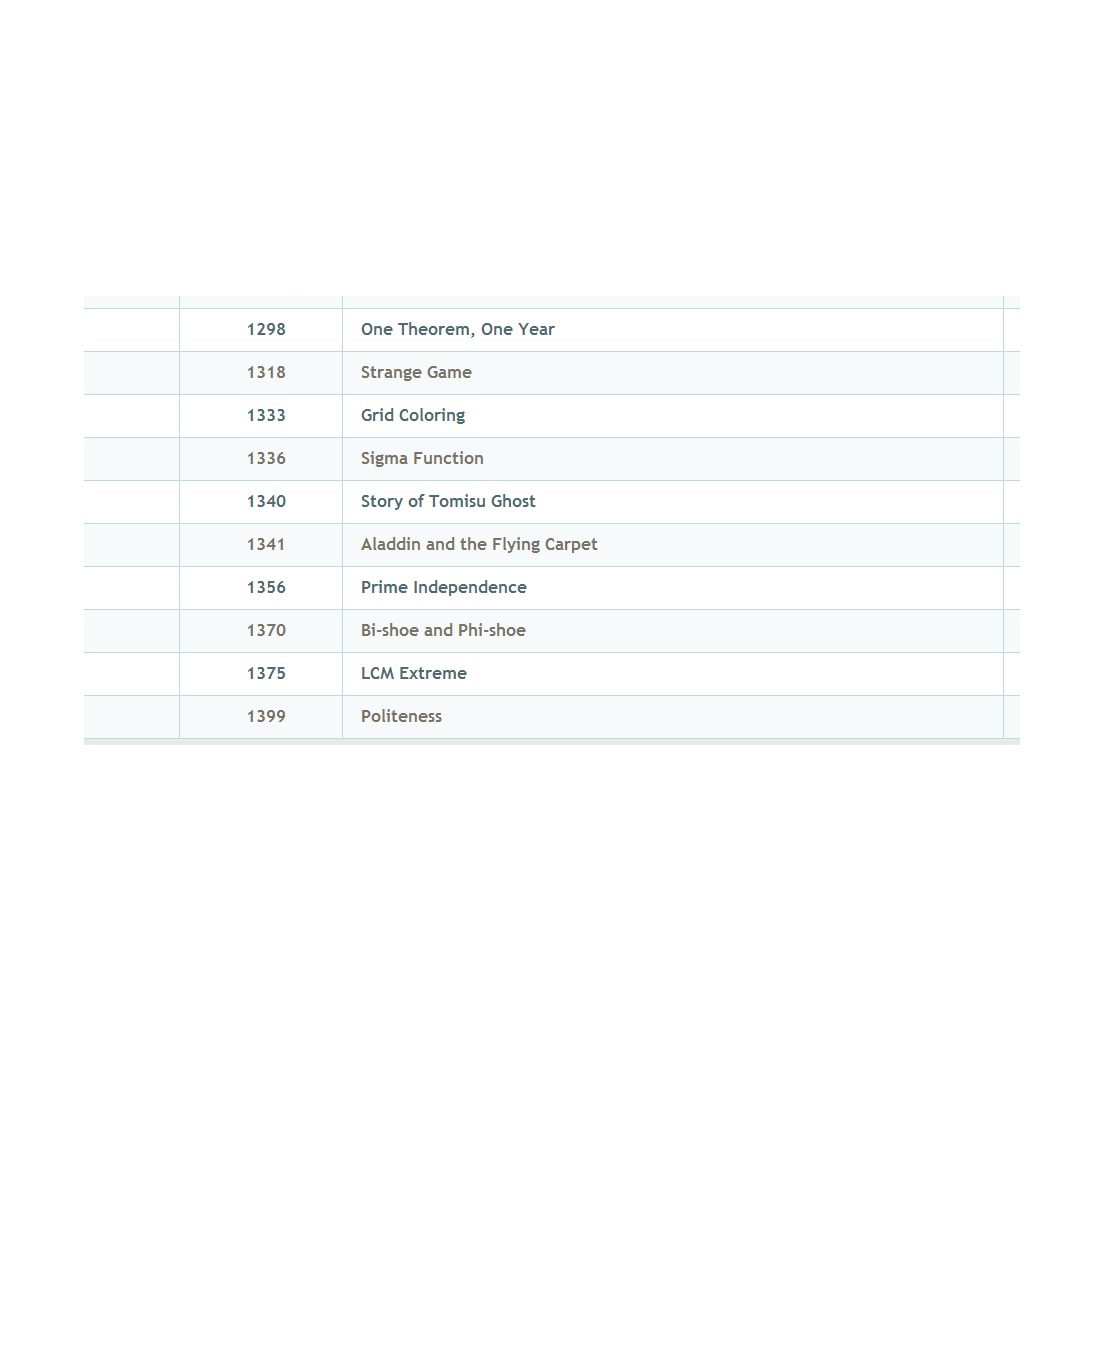 1298 One Theorem, One Year
1318 Strange Game
1333 Grid Coloring
1336 Sigma Function
1340 Story of Tomisu Ghost
1341 Aladdin and the Flying Carpet
1356 Prime Independence
1370 Bi-shoe and Phi-shoe
1375 LCM Extreme
1399 Politeness